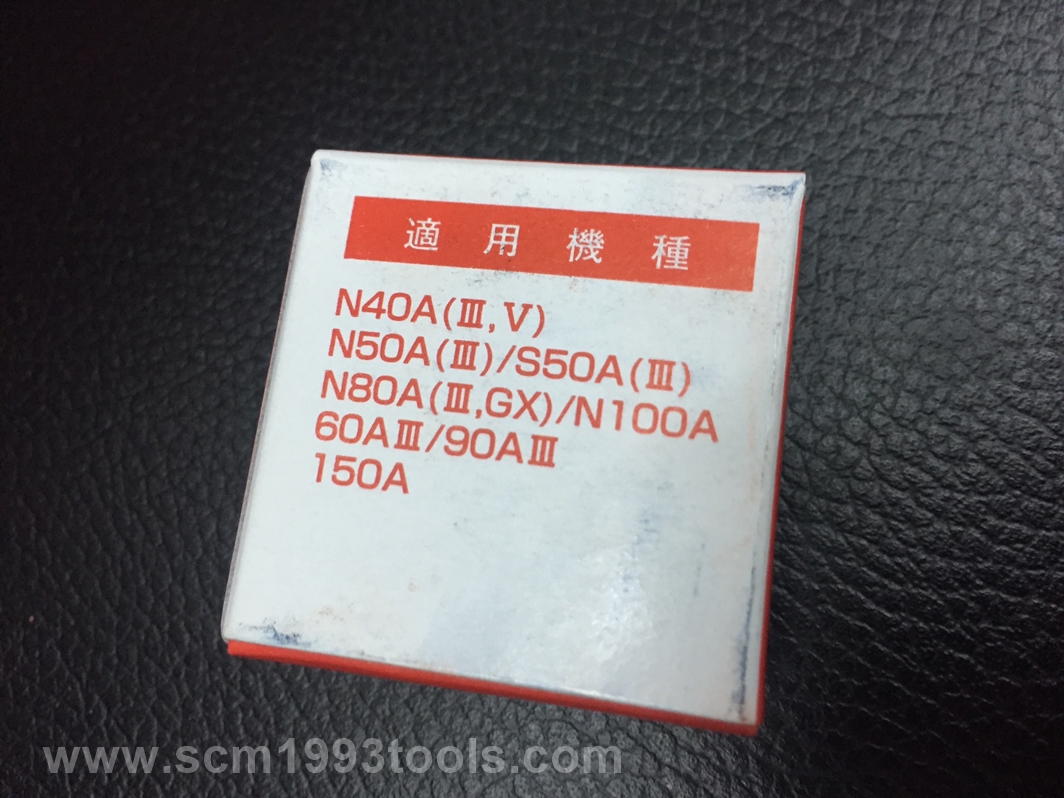 適用機種
N40A(Ⅲ,Ⅴ)
N50A(Ⅲ)/S50A(Ⅲ)
N80A(Ⅲ,GX)/N100A
60AⅢ/90AⅢ
150A
www.scm1993tools.com